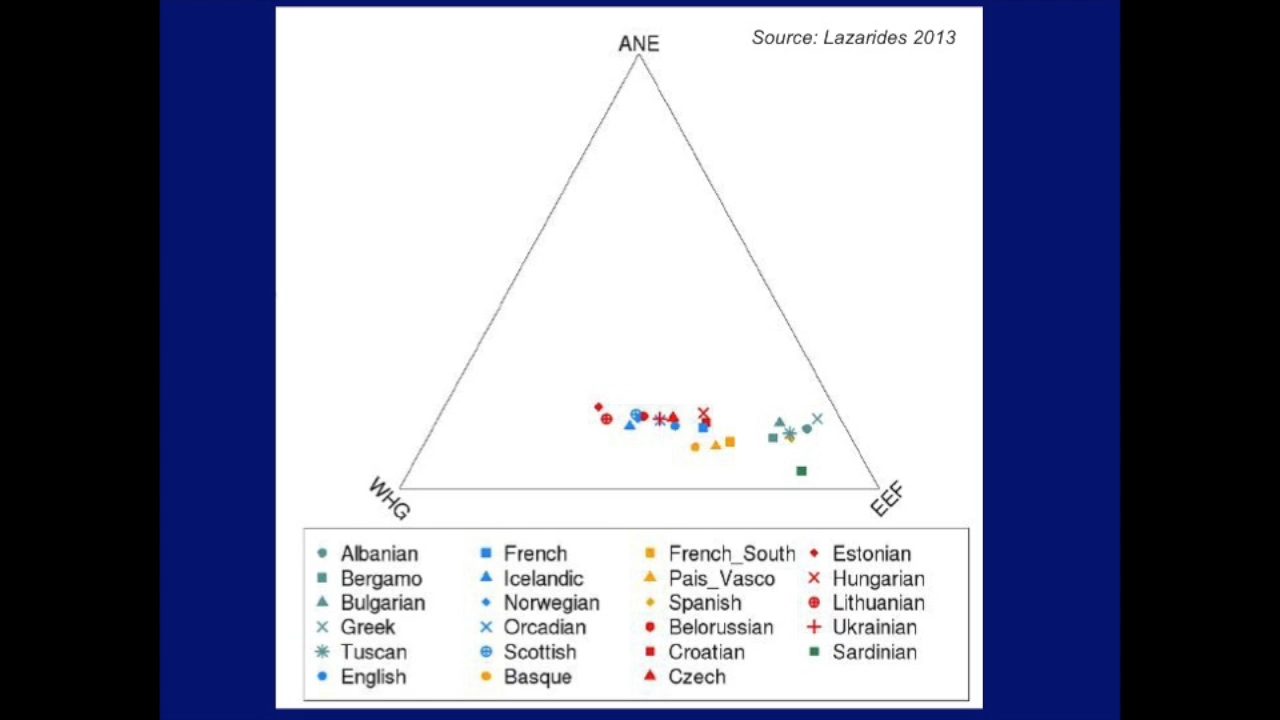 Source: Lazarides 2013
ANE
WHG
EEF
Albanian French French_South Estonian
Bergamo Icelandic Pais_Vasco Hungarian
Bulgarian Norwegian Spanish Lithuanian
Greek Orcadian Belorussian Ukrainian
Tuscan Scottish Croatian Sardinian
English Basque Czech